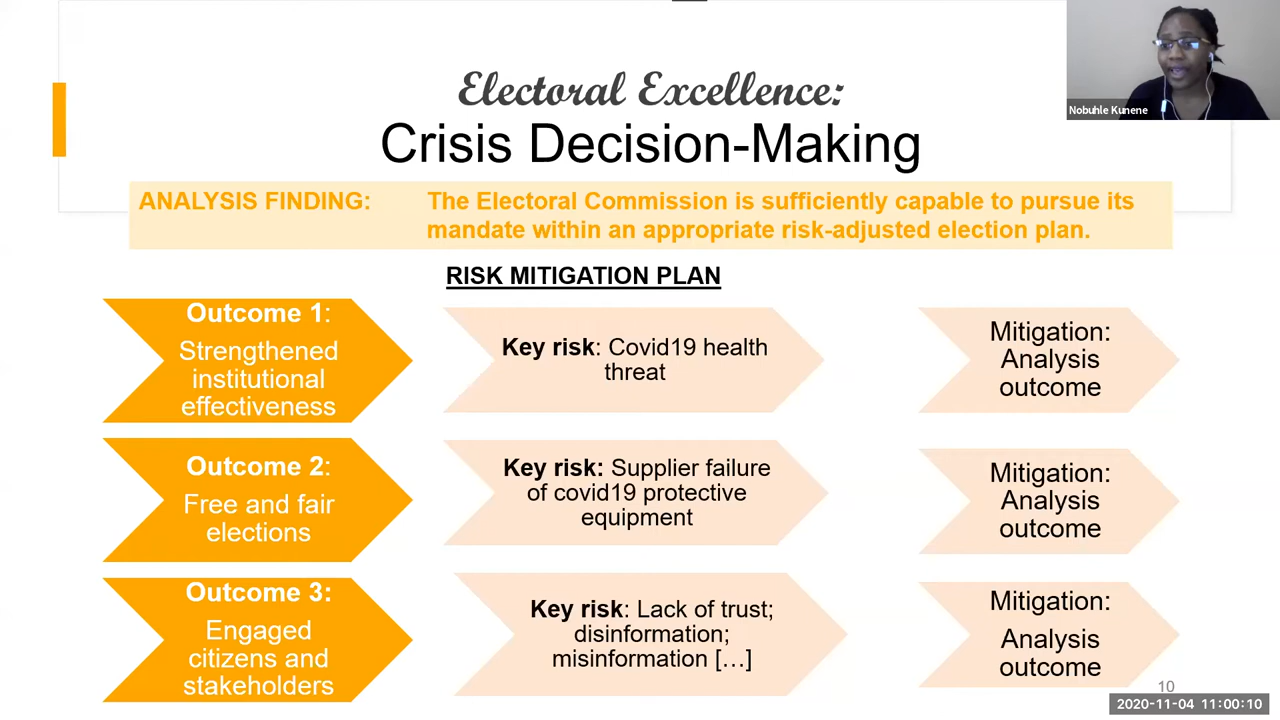 Electoral Excellence:
Crisis Decision-Making
Nobuhle Kunene
ANALYSIS FINDING: The Electoral Commission is sufficiently capable to pursue its
mandate within an appropriate risk-adjusted election plan.
RISK MITIGATION PLAN
Outcome 1:
Strengthened
institutional
effectiveness
Key risk: Covid19 health
threat
Mitigation:
Analysis
outcome
Outcome 2:
Free and fair
elections
Key risk: Supplier failure
of covid19 protective
equipment
Mitigation:
Analysis
outcome
Outcome 3:
Engaged
citizens and
stakeholders
Key risk: Lack of trust;
disinformation;
misinformation [...]
Mitigation:
Analysis
outcome
10
2020-11-04 11:00:10